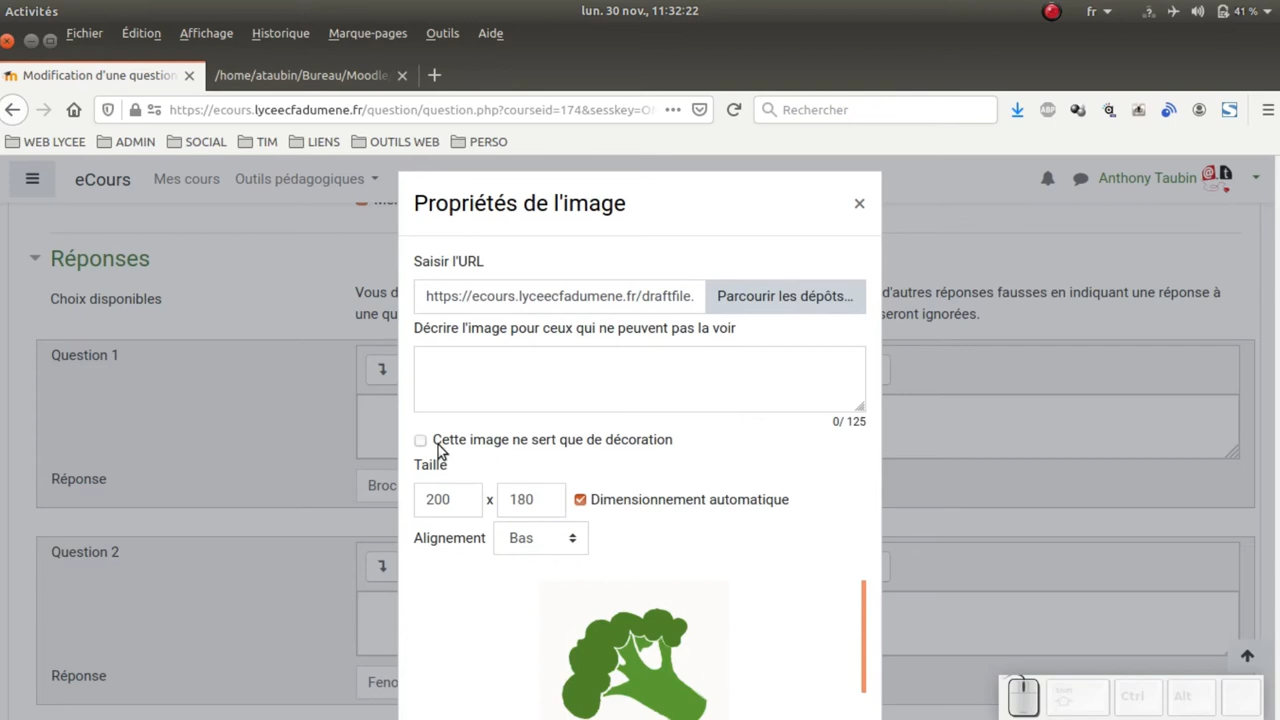 Activités
lun. 30 nov., 11:32:22
fr
41 %
Fichier Édition Affichage Historique Marque-pages Outils Aide
Modification d'une question
/home/ataubin/Bureau/Moodle
https://ecours.lyceecfadumene.fr/question/question.php?courseid=174&sesskey=
Rechercher
WEB LYCEE ADMIN SOCIAL TIM LIENS OUTILS WEB PERSO
eCours Mes cours Outils pédagogiques
Anthony Taubin
Propriétés de l'image
Réponses
Saisir l'URL
Choix disponibles
Vous d
d'autres réponses fausses en indiquant une réponse à
https://ecours.lyceecfadumene.fr/draftfile.
Parcourir les dépôts...
une qu
seront ignorées.
Décrire l'image pour ceux qui ne peuvent pas la voir
Question 1
0/ 125
Cette image ne sert que de décoration
Taille
Réponse
Broc
200 x 180
Dimensionnement automatique
Alignement
Bas
Question 2
Réponse
Feno
Shift
Ctrl
Alt